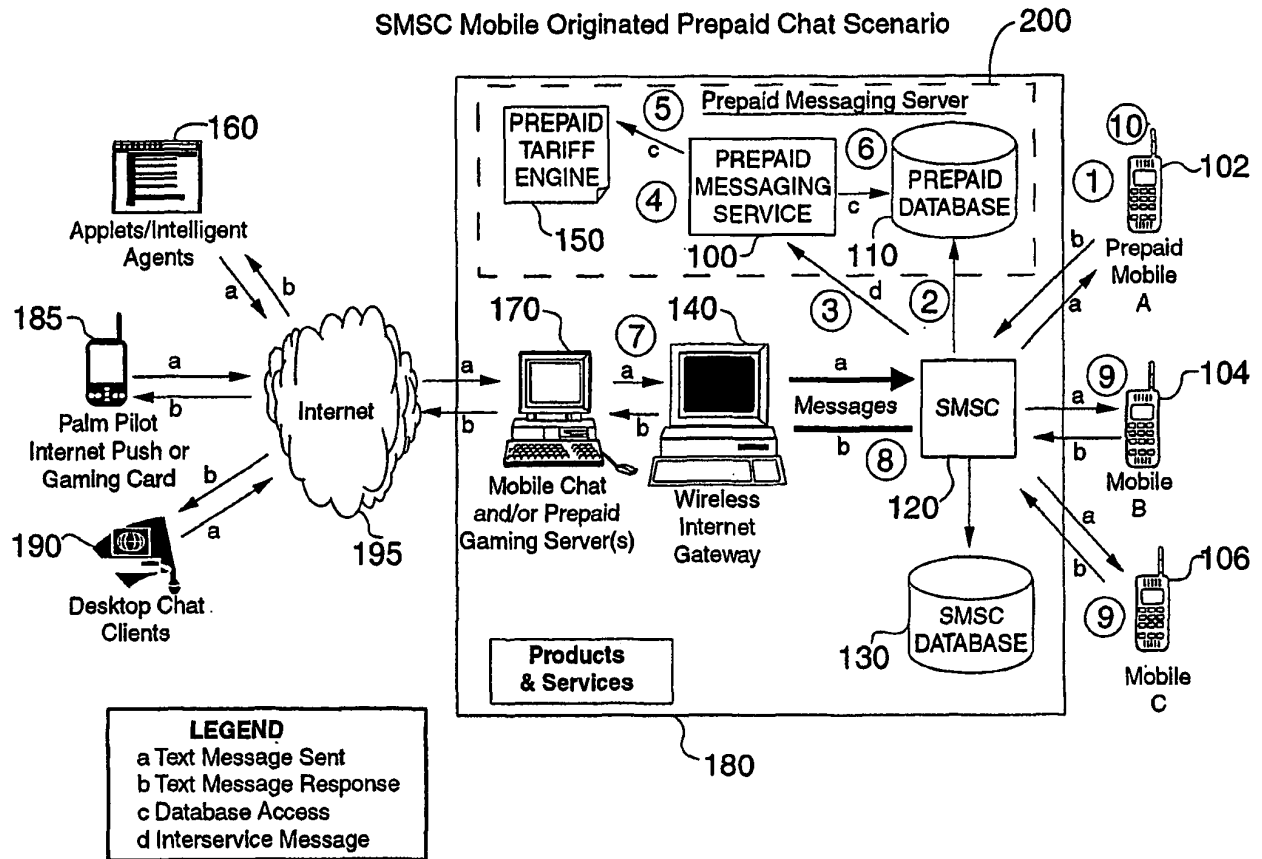 SMSC Mobile Originated Prepaid Chat Scenario
200
160
Applets/Intelligent
Agents
a
b
185
a
b
Palm Pilot
Internet Push or
Gaming Card
b
a
190
Desktop Chat
Clients
Internet
195
a
b
Prepaid Messaging Server
5
PREPAID
TARIFF
ENGINE
150
c
4
PREPAID
MESSAGING
SERVICE
100
6
c
PREPAID
DATABASE
110
3
d
2
170
7
a
b
Mobile Chat
and/or Prepaid
Gaming Server(s)
140
Wireless
Internet
Gateway
a
Messages
b
8
SMSC
120
SMSC
DATABASE
130
Products
& Services
180
10
1
102
b
a
Prepaid
Mobile
A
9
104
a
b
Mobile
B
a
b
9
106
Mobile
C
LEGEND
a Text Message Sent
b Text Message Response
c Database Access
d Interservice Message